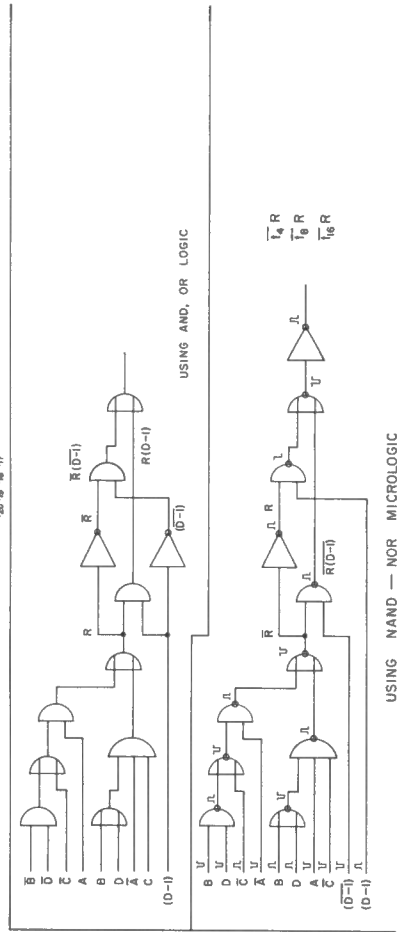 B̅
D̅
C̅
A
B
D
A̅
C
(D-1)
R
R̅
(D̅-̅1̅)
R̅(D̅-̅1̅)
R(D-1)
USING AND, OR LOGIC
B
D
C̅
A̅
B
D
A
C̅
(D̅-̅1̅)
(D-1)
R̅
R
R̅(̅D̅-̅1̅)̅
t̅₄̅ R
t̅₈̅ R
t̅₁₆̅ R
USING NAND — NOR MICROLOGIC